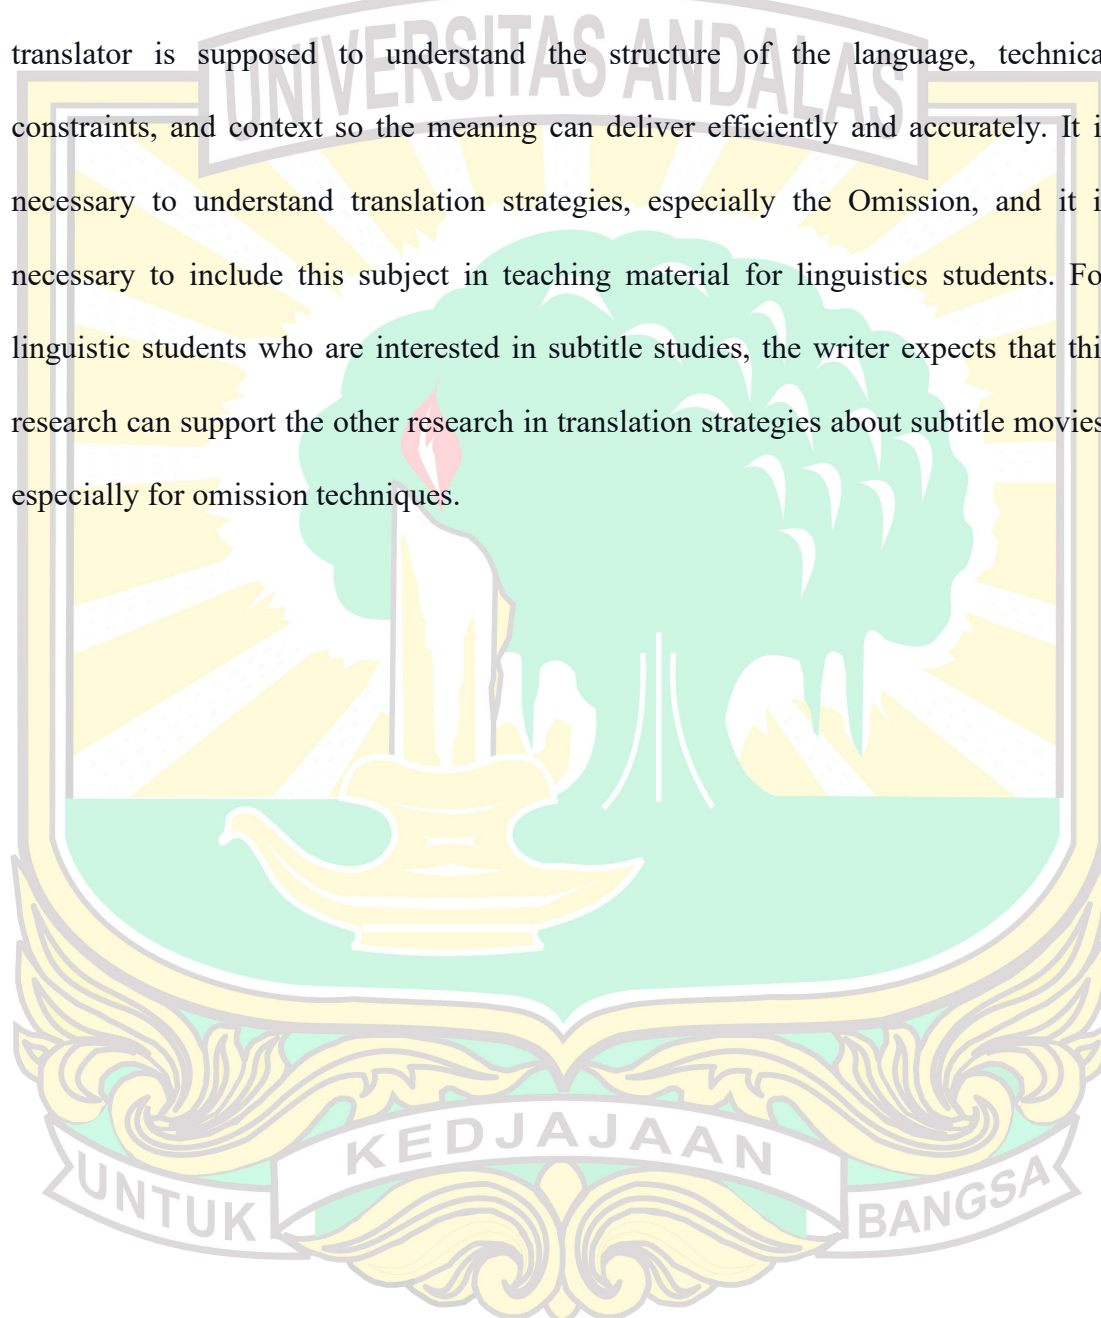 UNIVERSITAS ANDALAS
translator is supposed to understand the structure of the language, technica
constraints, and context so the meaning can deliver efficiently and accurately. It i
necessary to understand translation strategies, especially the Omission, and it i
necessary to include this subject in teaching material for linguistics students. Fo
linguistic students who are interested in subtitle studies, the writer expects that thi
research can support the other research in translation strategies about subtitle movies
especially for omission techniques.
KEDJAJAAN
UNTUK
BANGSA